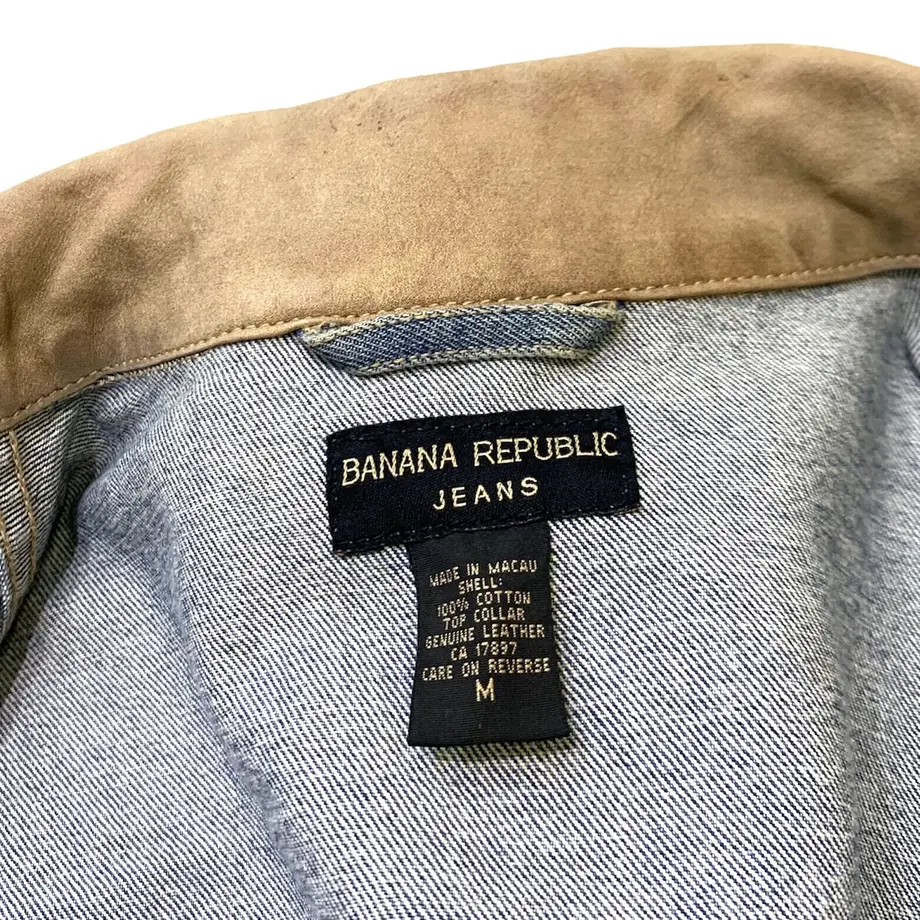 BANANA REPUBLIC
JEANS
MADE IN MACAU
SHELL:
100% COTTON
TOP COLLAR
GENUINE LEATHER
CA 17897
CARE ON REVERSE
M